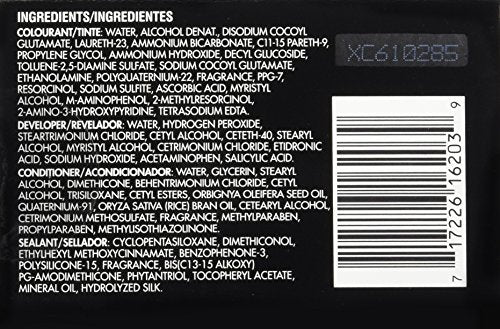 INGREDIENTS/INGREDIENTES
COLOURANT/TINTE: WATER, ALCOHOL DENAT., DISODIUM COCOYL
GLUTAMATE, LAURETH-23, AMMONIUM BICARBONATE, C11-15 PARETH-9,
PROPYLENE GLYCOL, AMMONIUM HYDROXIDE, DECYL GLUCOSIDE,
TOLUENE-2,5-DIAMINE SULFATE, SODIUM COCOYL GLUTAMATE,
ETHANOLAMINE, POLYQUATERNIUM-22, FRAGRANCE, PPG-7,
RESORCINOL, SODIUM SULFITE, ASCORBIC ACID, MYRISTYL
ALCOHOL, M-AMINOPHENOL, 2-METHYLRESORCINOL,
2-AMINO-3-HYDROXYPYRIDINE, TETRASODIUM EDTA.
DEVELOPER/REVELADOR: WATER, HYDROGEN PEROXIDE,
STEARTRIMONIUM CHLORIDE, CETYL ALCOHOL, CETETH-40, STEARYL
ALCOHOL, MYRISTYL ALCOHOL, CETRIMONIUM CHLORIDE, ETIDRONIC
ACID, SODIUM HYDROXIDE, ACETAMINOPHEN, SALICYLIC ACID.
CONDITIONER/ACONDICIONADOR: WATER, GLYCERIN, STEARYL
ALCOHOL, DIMETHICONE, BEHENTRIMONIUM CHLORIDE, CETYL
ALCOHOL, TRISILOXANE, CETYL ESTERS, ORBIGNYA OLEIFERA SEED OIL,
QUATERNIUM-91, ORYZA SATIVA (RICE) BRAN OIL, CETEARYL ALCOHOL,
CETRIMONIUM METHOSULFATE, FRAGRANCE, METHYLPARABEN,
PROPYLPARABEN, METHYLISOTHIAZOLINONE.
SEALANT/SELLADOR: CYCLOPENTASILOXANE, DIMETHICONOL,
ETHYLHEXYL METHOXYCINNAMATE, BENZOPHENONE-3,
POLYSILICONE-15, FRAGRANCE, BIS(C13-15 ALKOXY)
PG-AMODIMETHICONE, PHYTANTRIOL, TOCOPHERYL ACETATE,
MINERAL OIL, HYDROLYZED SILK.
XC610285
7 17226 16203 9